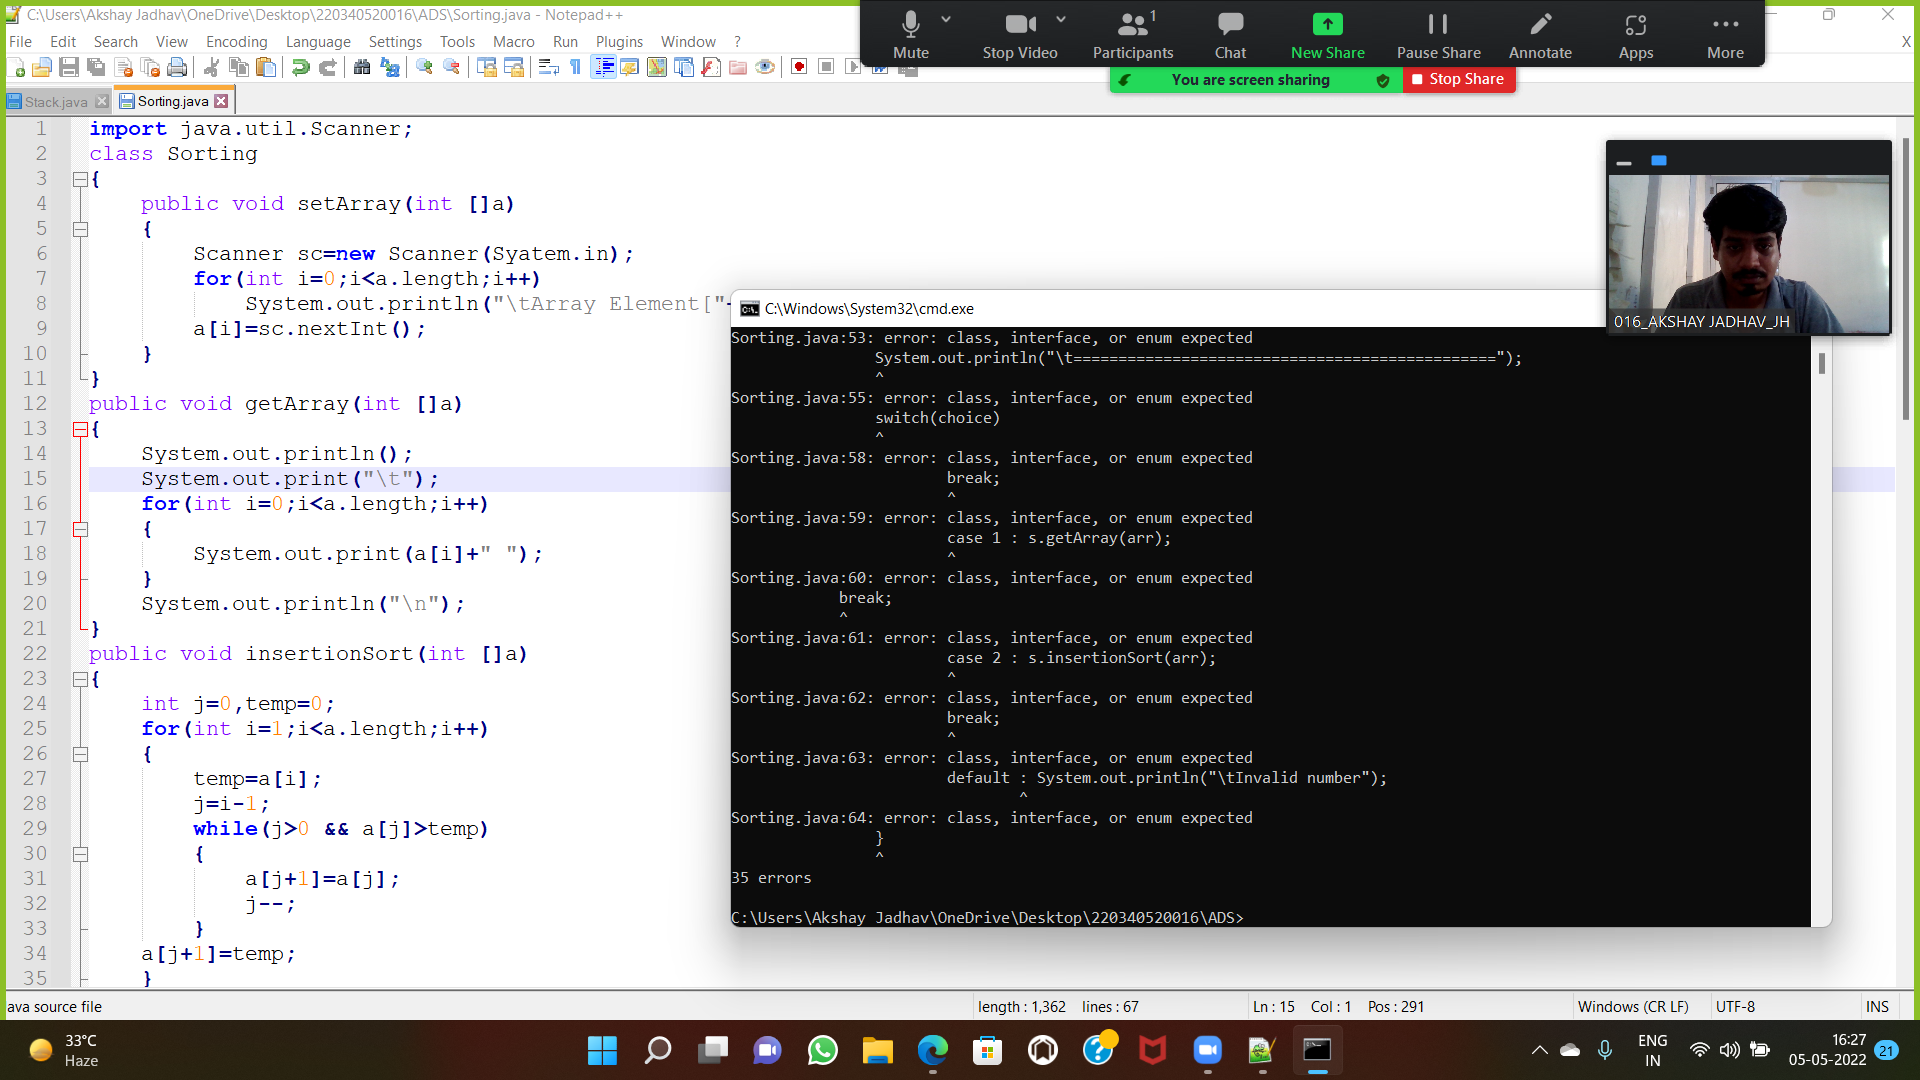 C:\Users\Akshay Jadhav\OneDrive\Desktop\220340520016\ADS\Sorting.java - Notepad++
File Edit Search View Encoding Language Settings Tools Macro Run Plugins Window ?
X
Mute Stop Video Participants 1 Chat New Share Pause Share Annotate Apps More
You are screen sharing Stop Share
Stack.java Sorting.java
1 import java.util.Scanner;
2 class Sorting
3 {
4 public void setArray(int []a)
5 {
6 Scanner sc=new Scanner(Syatem.in);
7 for(int i=0;i<a.length;i++)
8 System.out.println("\tArray Element["
9 a[i]=sc.nextInt();
10 }
11 }
12 public void getArray(int []a)
13 {
14 System.out.println();
15 System.out.print("\t");
16 for(int i=0;i<a.length;i++)
17 {
18 System.out.print(a[i]+" ");
19 }
20 System.out.println("\n");
21 }
22 public void insertionSort(int []a)
23 {
24 int j=0,temp=0;
25 for(int i=1;i<a.length;i++)
26 {
27 temp=a[i];
28 j=i-1;
29 while(j>0 && a[j]>temp)
30 {
31 a[j+1]=a[j];
32 j--;
33 }
34 a[j+1]=temp;
35 }
016_AKSHAY JADHAV_JH
C:\Windows\System32\cmd.exe
Sorting.java:53: error: class, interface, or enum expected
System.out.println("\t===============================================");
^
Sorting.java:55: error: class, interface, or enum expected
switch(choice)
^
Sorting.java:58: error: class, interface, or enum expected
break;
^
Sorting.java:59: error: class, interface, or enum expected
case 1 : s.getArray(arr);
^
Sorting.java:60: error: class, interface, or enum expected
break;
^
Sorting.java:61: error: class, interface, or enum expected
case 2 : s.insertionSort(arr);
^
Sorting.java:62: error: class, interface, or enum expected
break;
^
Sorting.java:63: error: class, interface, or enum expected
default : System.out.println("\tInvalid number");
^
Sorting.java:64: error: class, interface, or enum expected
}
^
35 errors
C:\Users\Akshay Jadhav\OneDrive\Desktop\220340520016\ADS>
ava source file length : 1,362 lines : 67 Ln : 15 Col : 1 Pos : 291 Windows (CR LF) UTF-8 INS
33°C
Haze
ENG
IN
16:27
05-05-2022
21